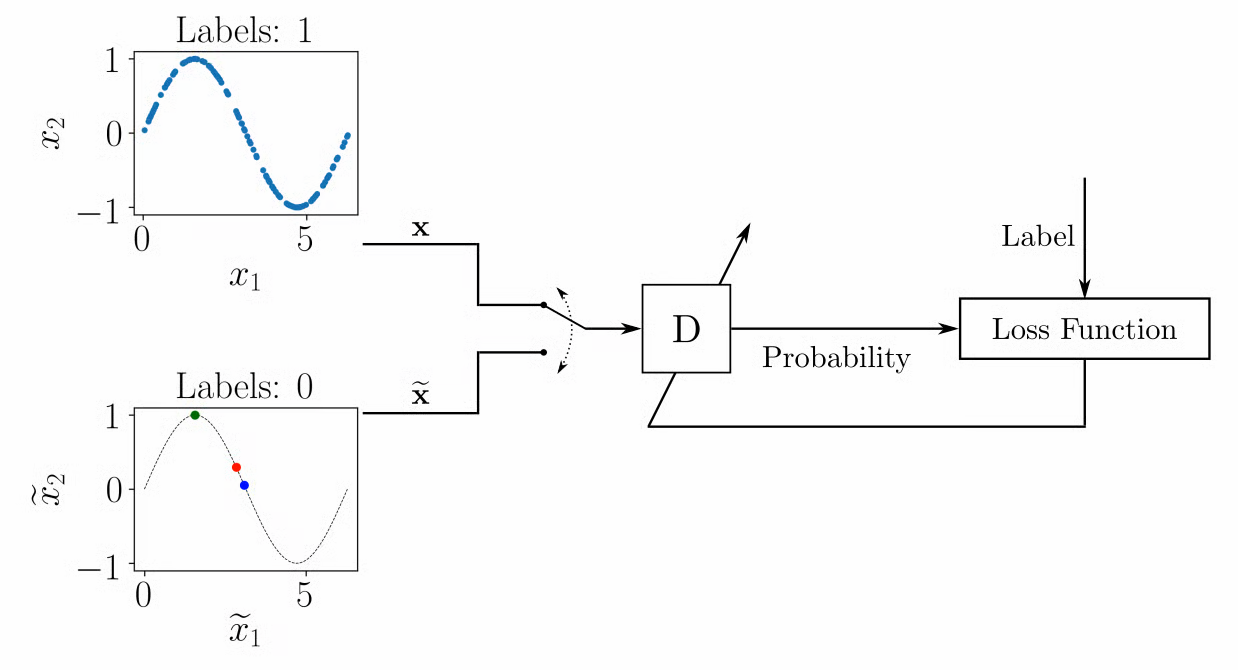 Labels: 1
1
0
−1
x₂
0 5
x₁
x
Labels: 0
1
0
−1
x̃₂
0 5
x̃₁
x̃
D
Probability
Label
Loss Function